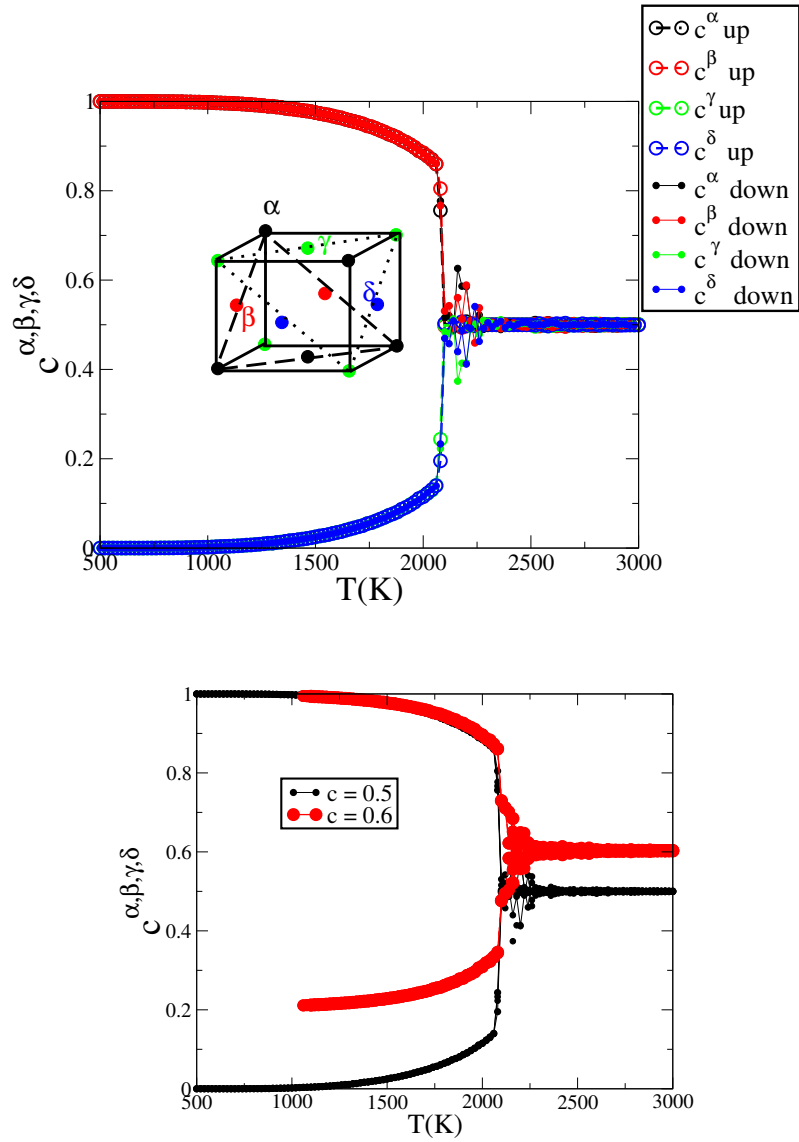 c^α up
c^β up
c^γ up
c^δ up
c^α down
c^β down
c^γ down
c^δ down
1
0.8
0.6
0.4
0.2
0
c^α,β,γ,δ
α
γ
δ
β
500 1000 1500 2000 2500 3000
T(K)
1
0.8
0.6
0.4
0.2
0
c^α,β,γ,δ
c = 0.5
c = 0.6
500 1000 1500 2000 2500 3000
T(K)